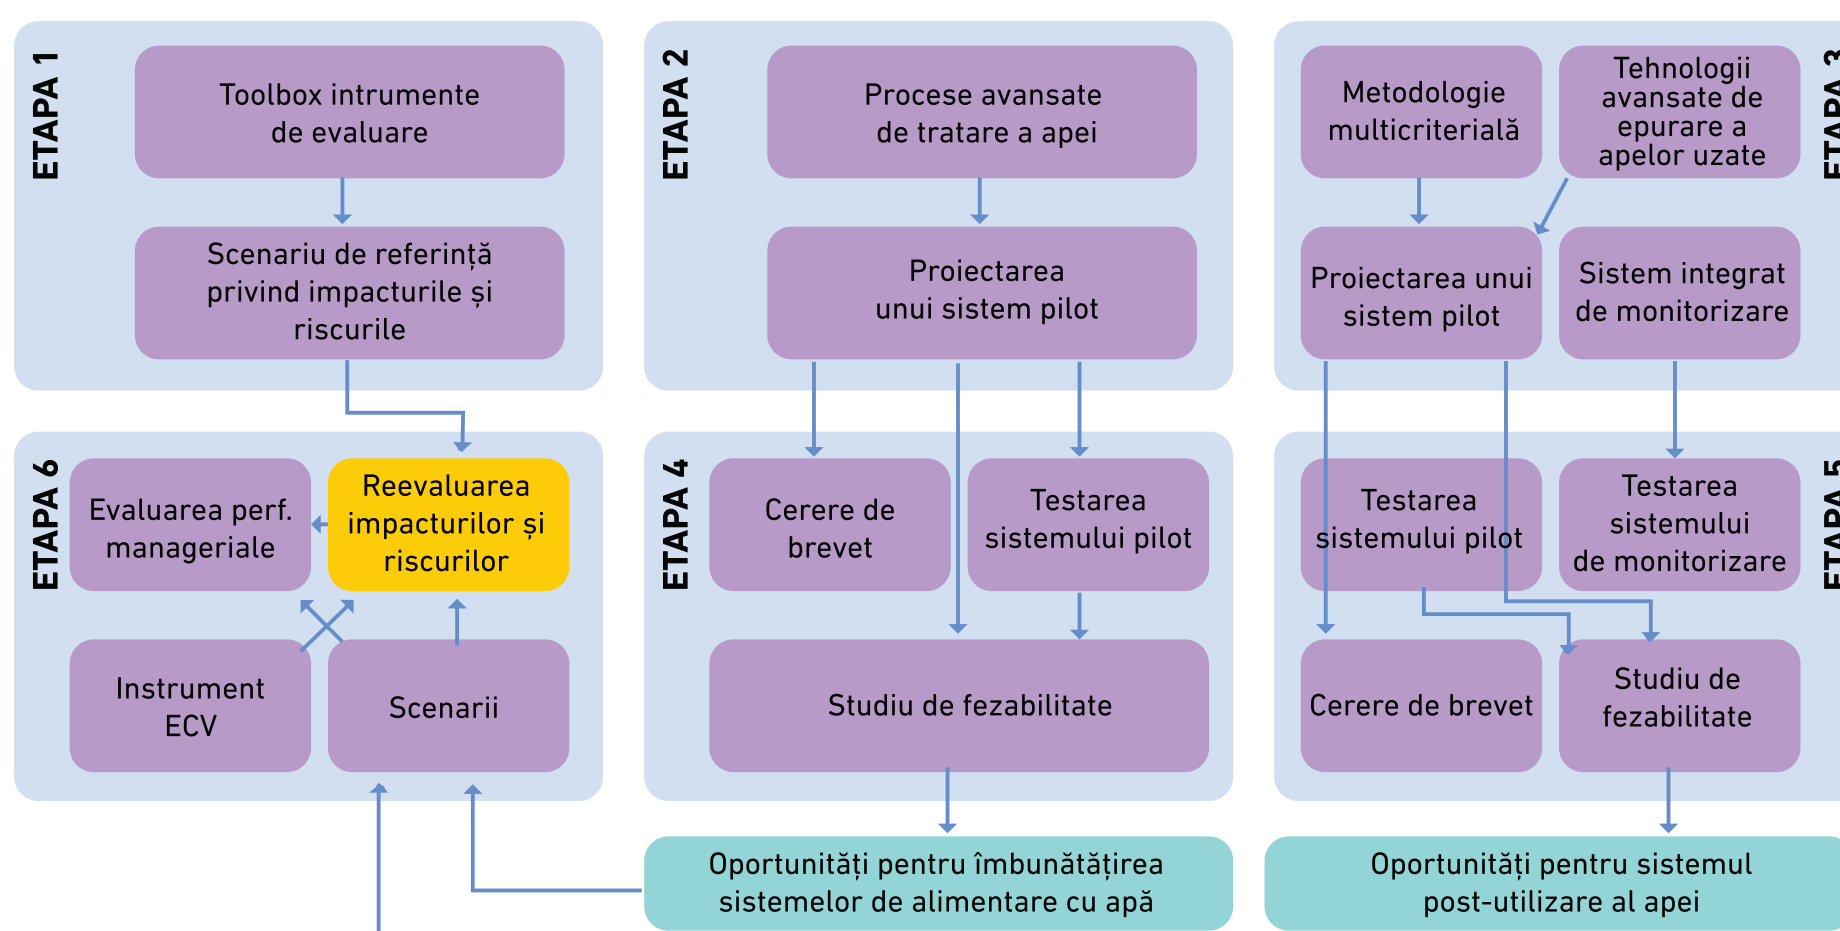 ETAPA 1
Toolbox intrumente
de evaluare
Scenariu de referință
privind impacturile și
riscurile
ETAPA 2
Procese avansate
de tratare a apei
Proiectarea
unui sistem pilot
ETAPA 3
Metodologie
multicriterială
Tehnologii
avansate de
epurare a
apelor uzate
Proiectarea unui
sistem pilot
Sistem integrat
de monitorizare
ETAPA 6
Evaluarea perf.
manageriale
Reevaluarea
impacturilor și
riscurilor
Instrument
ECV
Scenarii
ETAPA 4
Cerere de
brevet
Testarea
sistemului pilot
Studiu de fezabilitate
ETAPA 5
Testarea
sistemului pilot
Testarea
sistemului
de monitorizare
Cerere de brevet
Studiu de
fezabilitate
Oportunități pentru îmbunătățirea
sistemelor de alimentare cu apă
Oportunități pentru sistemul
post-utilizare al apei